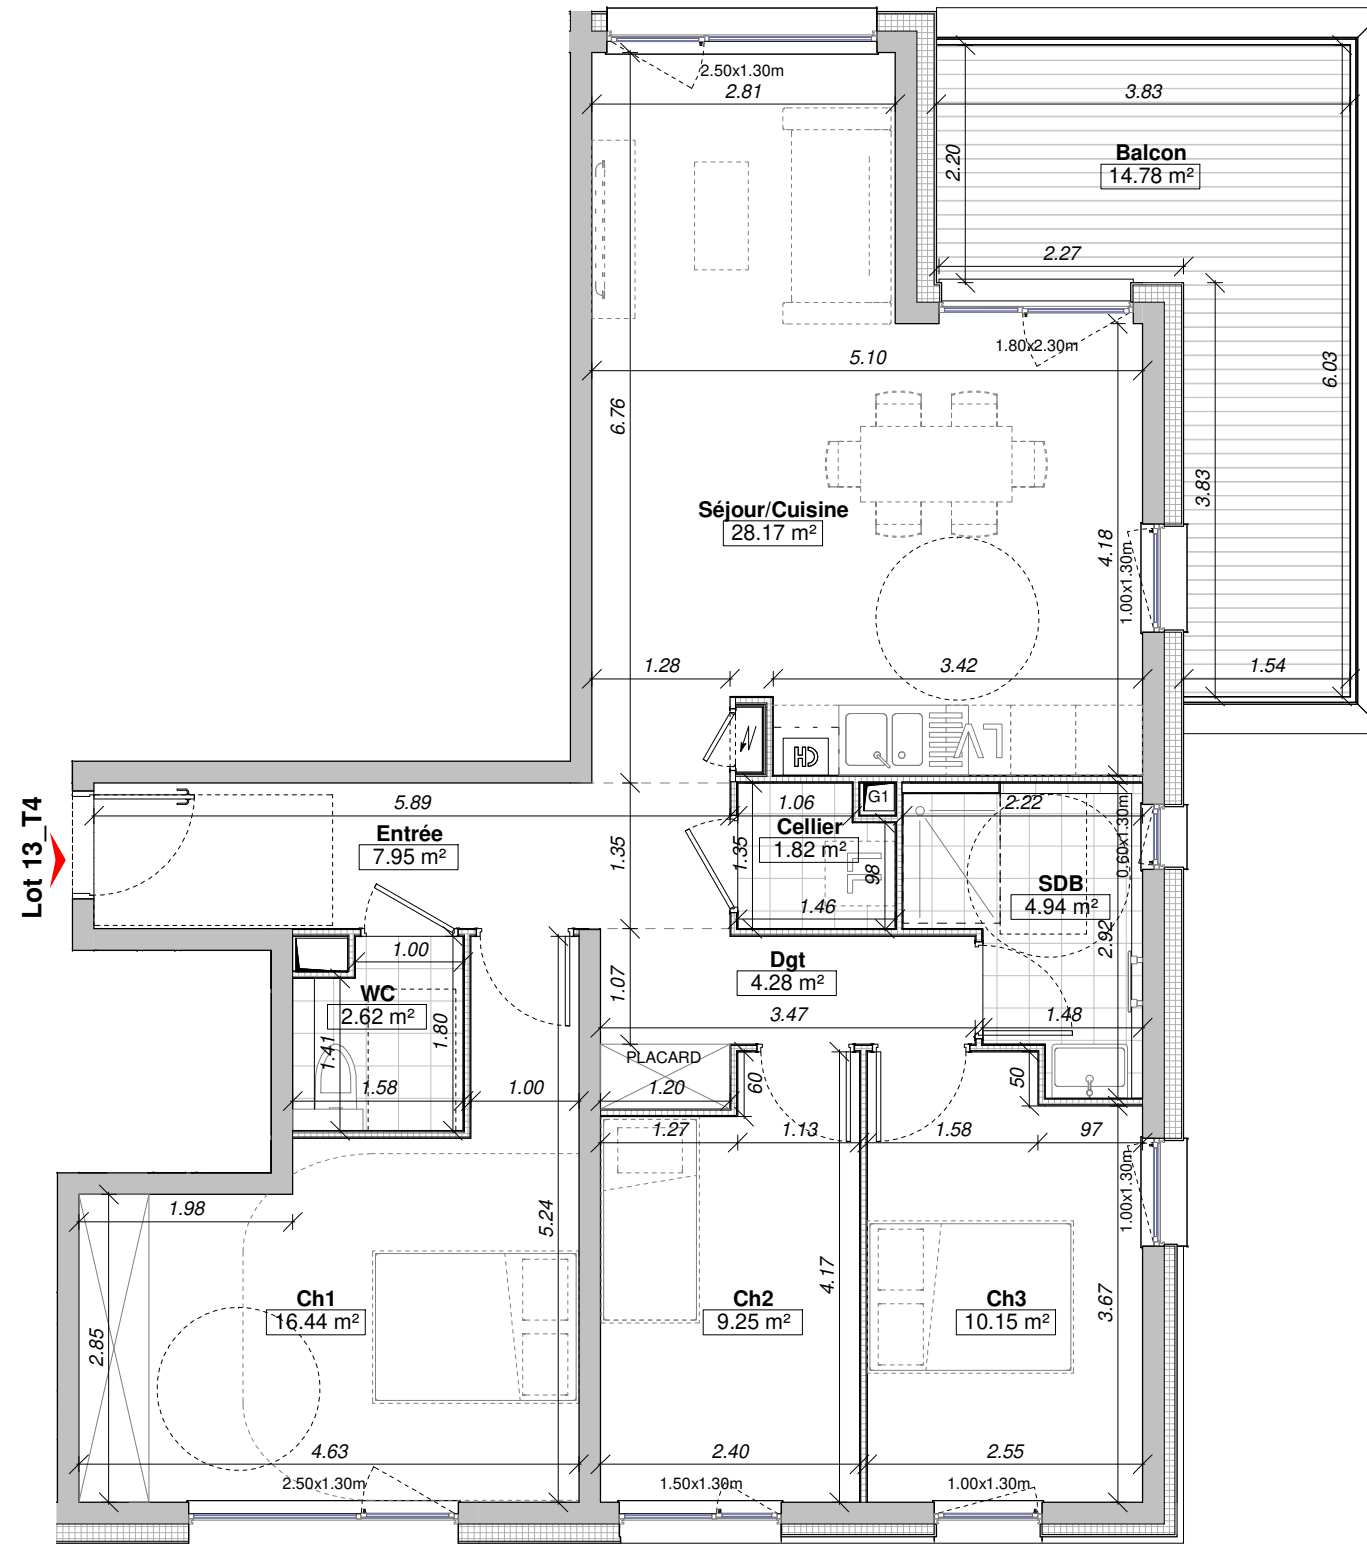 2.50x1.30m
2.81
3.83
2.20
Balcon
14.78 m²
2.27
1.80x2.30m
5.10
6.03
6.76
3.83
Séjour/Cuisine
28.17 m²
4.18
1.00x1.30m
1.28
3.42
1.54
LV
CH
Lot 13_T4
5.89
Entrée
7.95 m²
1.35
1.06
G1
2.22
0.60x1.30m
Cellier
1.82 m²
1.35
98
LL
1.46
SDB
4.94 m²
2.92
1.00
WC
2.62 m²
1.80
1.41
1.58
1.00
Dgt
4.28 m²
1.07
3.47
1.48
PLACARD
1.20
60
50
1.27
1.13
1.58
97
1.00x1.30m
1.98
5.24
2.85
Ch1
16.44 m²
4.17
Ch2
9.25 m²
Ch3
10.15 m²
3.67
4.63
2.40
2.55
2.50x1.30m
1.50x1.30m
1.00x1.30m